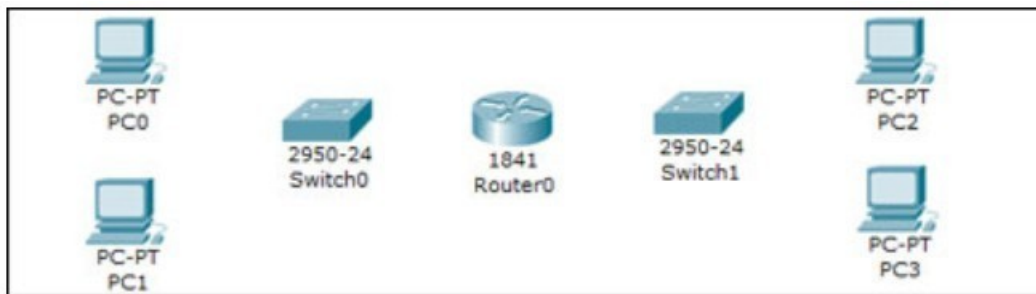 PC-PT
PC0
2950-24
Switch0
1841
Router0
2950-24
Switch1
PC-PT
PC2
PC-PT
PC1
PC-PT
PC3